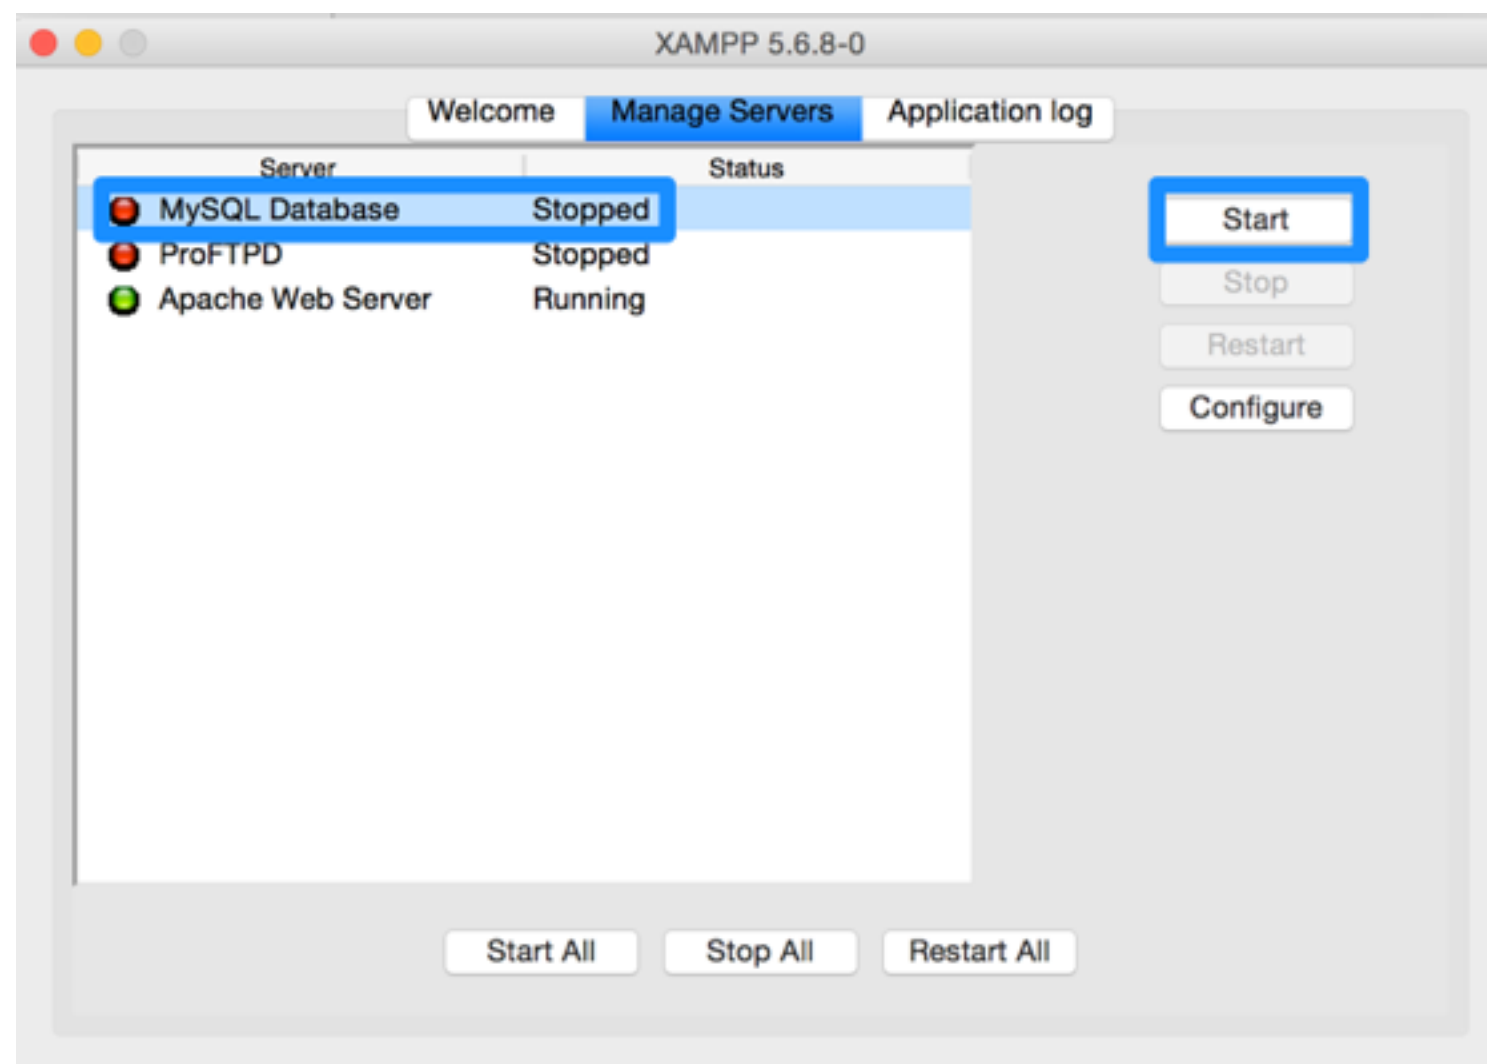 XAMPP 5.6.8-0
Welcome Manage Servers Application log
Server Status
MySQL Database Stopped
ProFTPD Stopped
Apache Web Server Running
Start
Stop
Restart
Configure
Start All Stop All Restart All